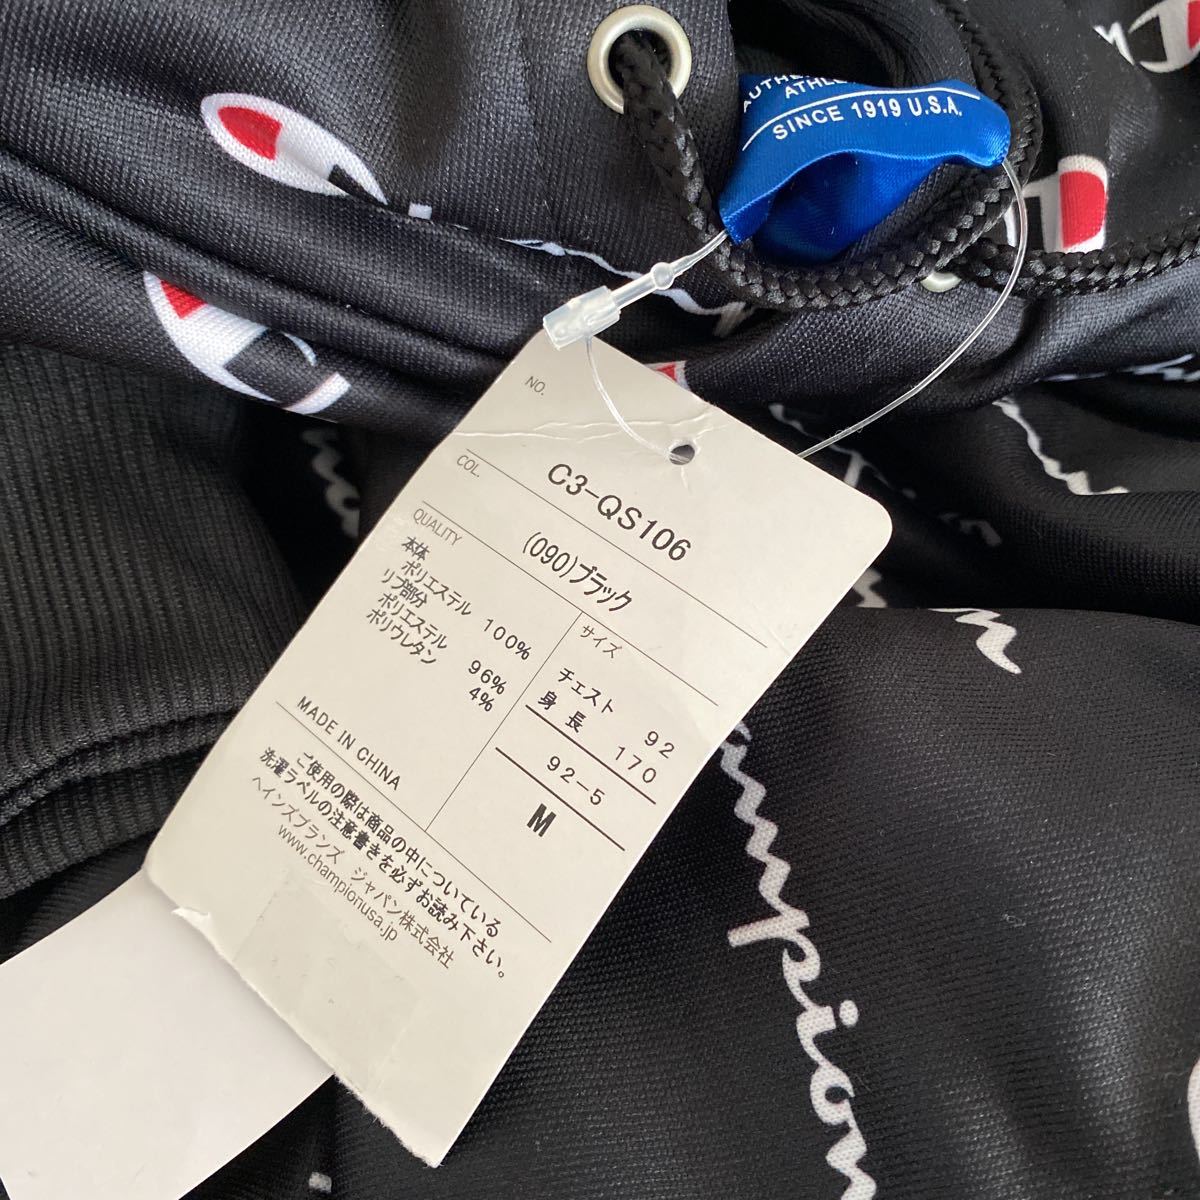 AUTHE
ATHLE
SINCE 1919 U.S.A.
NO.
C3-QS106
COL.
(090)ブラック
QUALITY
本体
ポリエステル 100%
リブ部分
ポリエステル 96%
ポリウレタン 4%
MADE IN CHINA
サイズ
チェスト 92
身長 170
92-5
M
ご使用の際は商品の中についている
洗濯ラベルの注意書きを必ずお読み下さい。
ヘインズブランズ ジャパン株式会社
www.championusa.jp
ampion